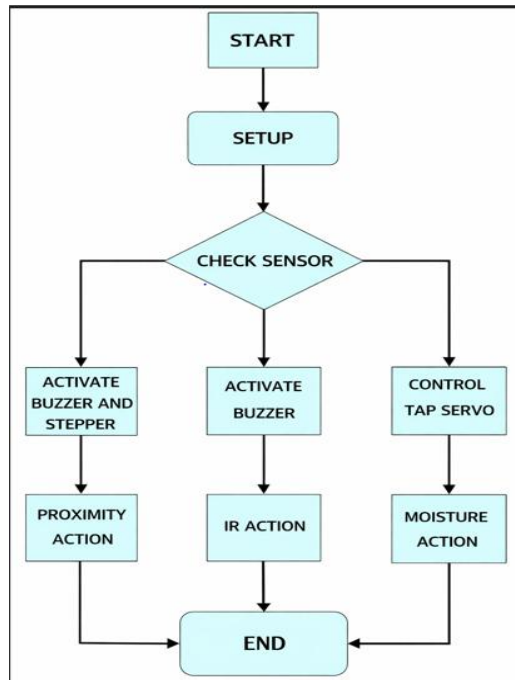 START
SETUP
CHECK SENSOR
ACTIVATE
BUZZER AND
STEPPER
ACTIVATE
BUZZER
CONTROL
TAP SERVO
PROXIMITY
ACTION
IR ACTION
MOISTURE
ACTION
END